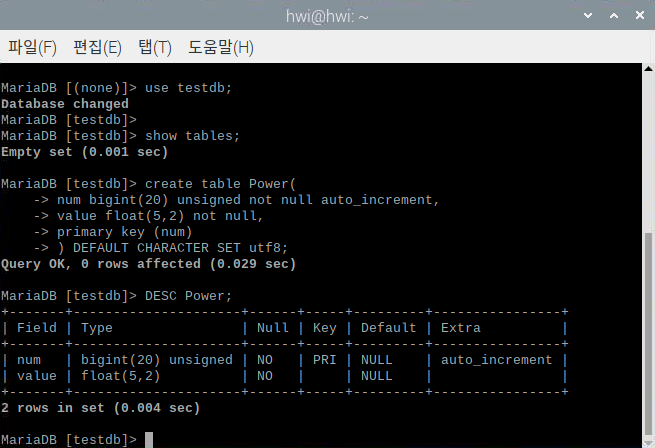 hwi@hwi: ~
파일(F) 편집(E) 탭(T) 도움말(H)
MariaDB [(none)]> use testdb;
Database changed
MariaDB [testdb]>
MariaDB [testdb]> show tables;
Empty set (0.001 sec)
MariaDB [testdb]> create table Power(
    -> num bigint(20) unsigned not null auto_increment,
    -> value float(5,2) not null,
    -> primary key (num)
    -> ) DEFAULT CHARACTER SET utf8;
Query OK, 0 rows affected (0.029 sec)
MariaDB [testdb]> DESC Power;
+-------+---------------------+------+-----+---------+----------------+
| Field | Type                | Null | Key | Default | Extra          |
+-------+---------------------+------+-----+---------+----------------+
| num   | bigint(20) unsigned | NO   | PRI | NULL    | auto_increment |
| value | float(5,2)          | NO   |     | NULL    |                |
+-------+---------------------+------+-----+---------+----------------+
2 rows in set (0.004 sec)
MariaDB [testdb]>